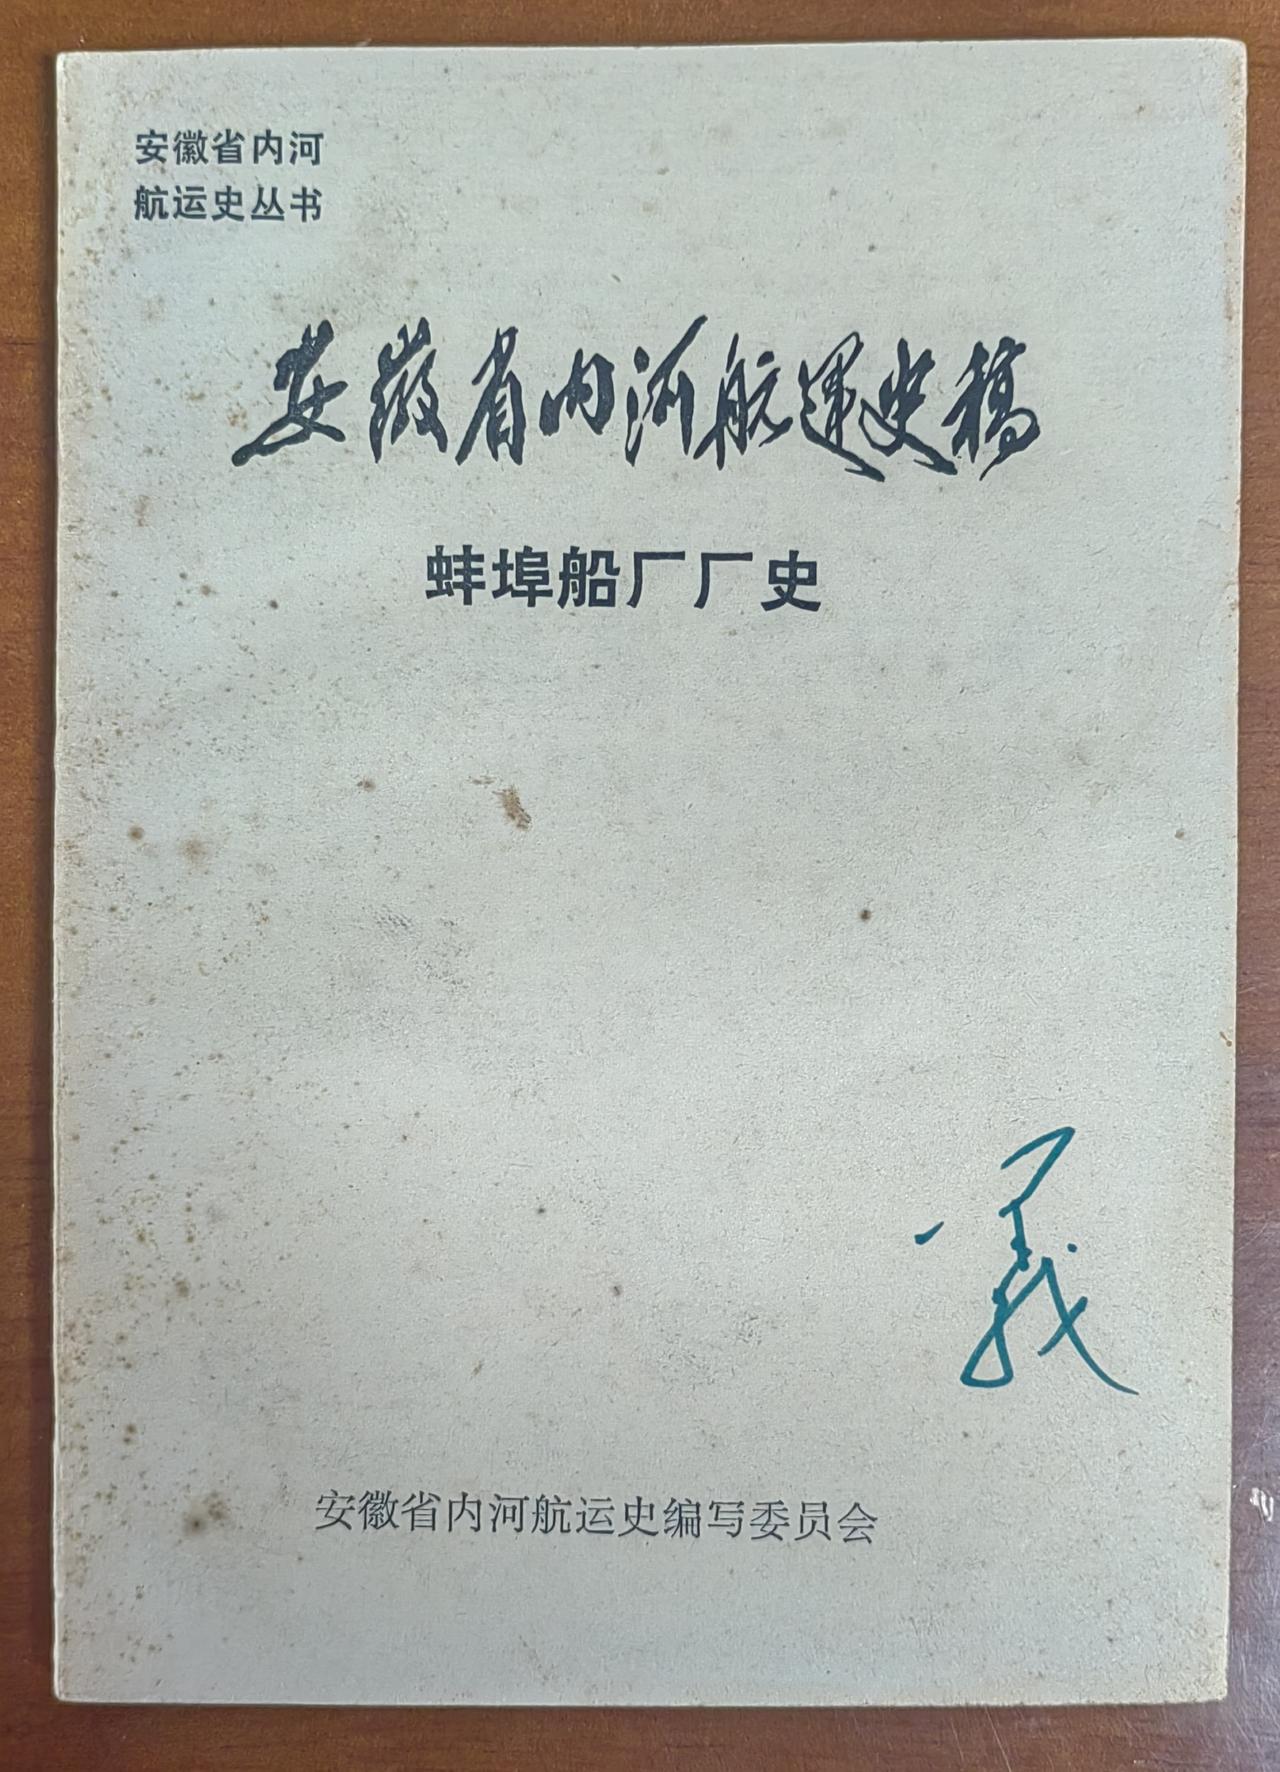 安徽省内河
航运史丛书
安徽省内河航運史稿
蚌埠船厂厂史
安徽省内河航运史编写委员会